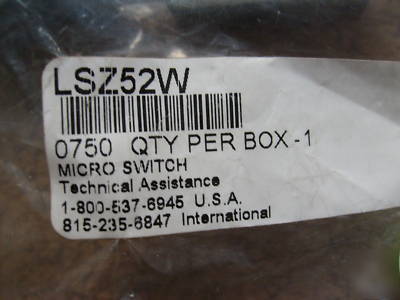 LSZ52W
0750 QTY PER BOX - 1
MICRO SWITCH
Technical Assistance
1-800-537-6945 U.S.A.
815-235-6847 International